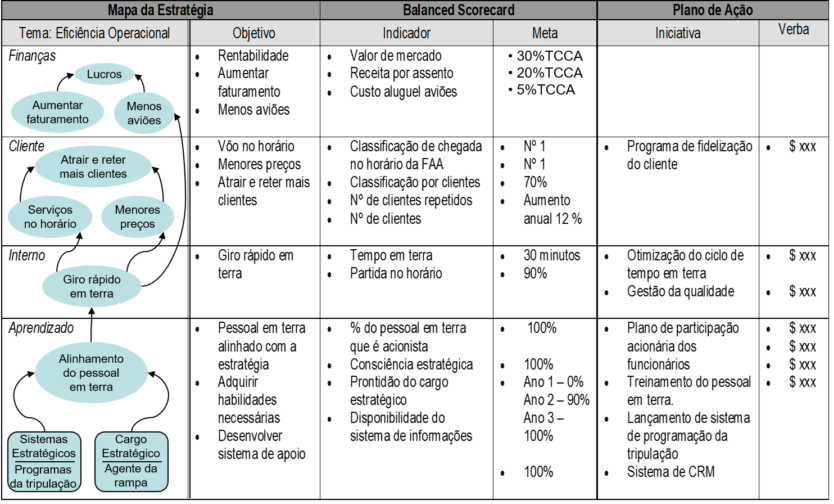 Mapa da Estratégia
Balanced Scorecard
Plano de Ação
Tema: Eficiência Operacional
Objetivo
Indicador
Meta
Iniciativa
Verba
Finanças
Lucros
Aumentar
faturamento
Menos
aviões
• Rentabilidade
• Aumentar
faturamento
• Menos aviões
• Valor de mercado
• Receita por assento
• Custo aluguel aviões
• 30%TCCA
• 20%TCCA
• 5%TCCA
Cliente
Atrair e reter
mais clientes
Serviços
no horário
Menores
preços
• Vôo no horário
• Menores preços
• Atrair e reter mais
clientes
• Classificação de chegada
no horário da FAA
• Classificação por clientes
• Nº de clientes repetidos
• Nº de clientes
• Nº 1
• Nº 1
• 70%
• Aumento
anual 12 %
• Programa de fidelização
do cliente
• $ xxx
Interno
Giro rápido
em terra
• Giro rápido em
terra
• Tempo em terra
• Partida no horário
• 30 minutos
• 90%
• Otimização do ciclo de
tempo em terra
• Gestão da qualidade
• $ xxx
• $ xxx
Aprendizado
Alinhamento
do pessoal
em terra
Sistemas
Estratégicos
Programas
da tripulação
Cargo
Estratégico
Agente da
rampa
• Pessoal em terra
alinhado com a
estratégia
• Adquirir
habilidades
necessárias
• Desenvolver
sistema de apoio
• % do pessoal em terra
que é acionista
• Consciência estratégica
• Prontidão do cargo
estratégico
• Disponibilidade do
sistema de informações
• 100%
• 100%
• Ano 1 – 0%
Ano 2 – 90%
Ano 3 –
100%
• 100%
• Plano de participação
acionária dos
funcionários
• Treinamento do pessoal
em terra.
• Lançamento de sistema
de programação da
tripulação
• Sistema de CRM
• $ xxx
• $ xxx
• $ xxx
• $ xxx